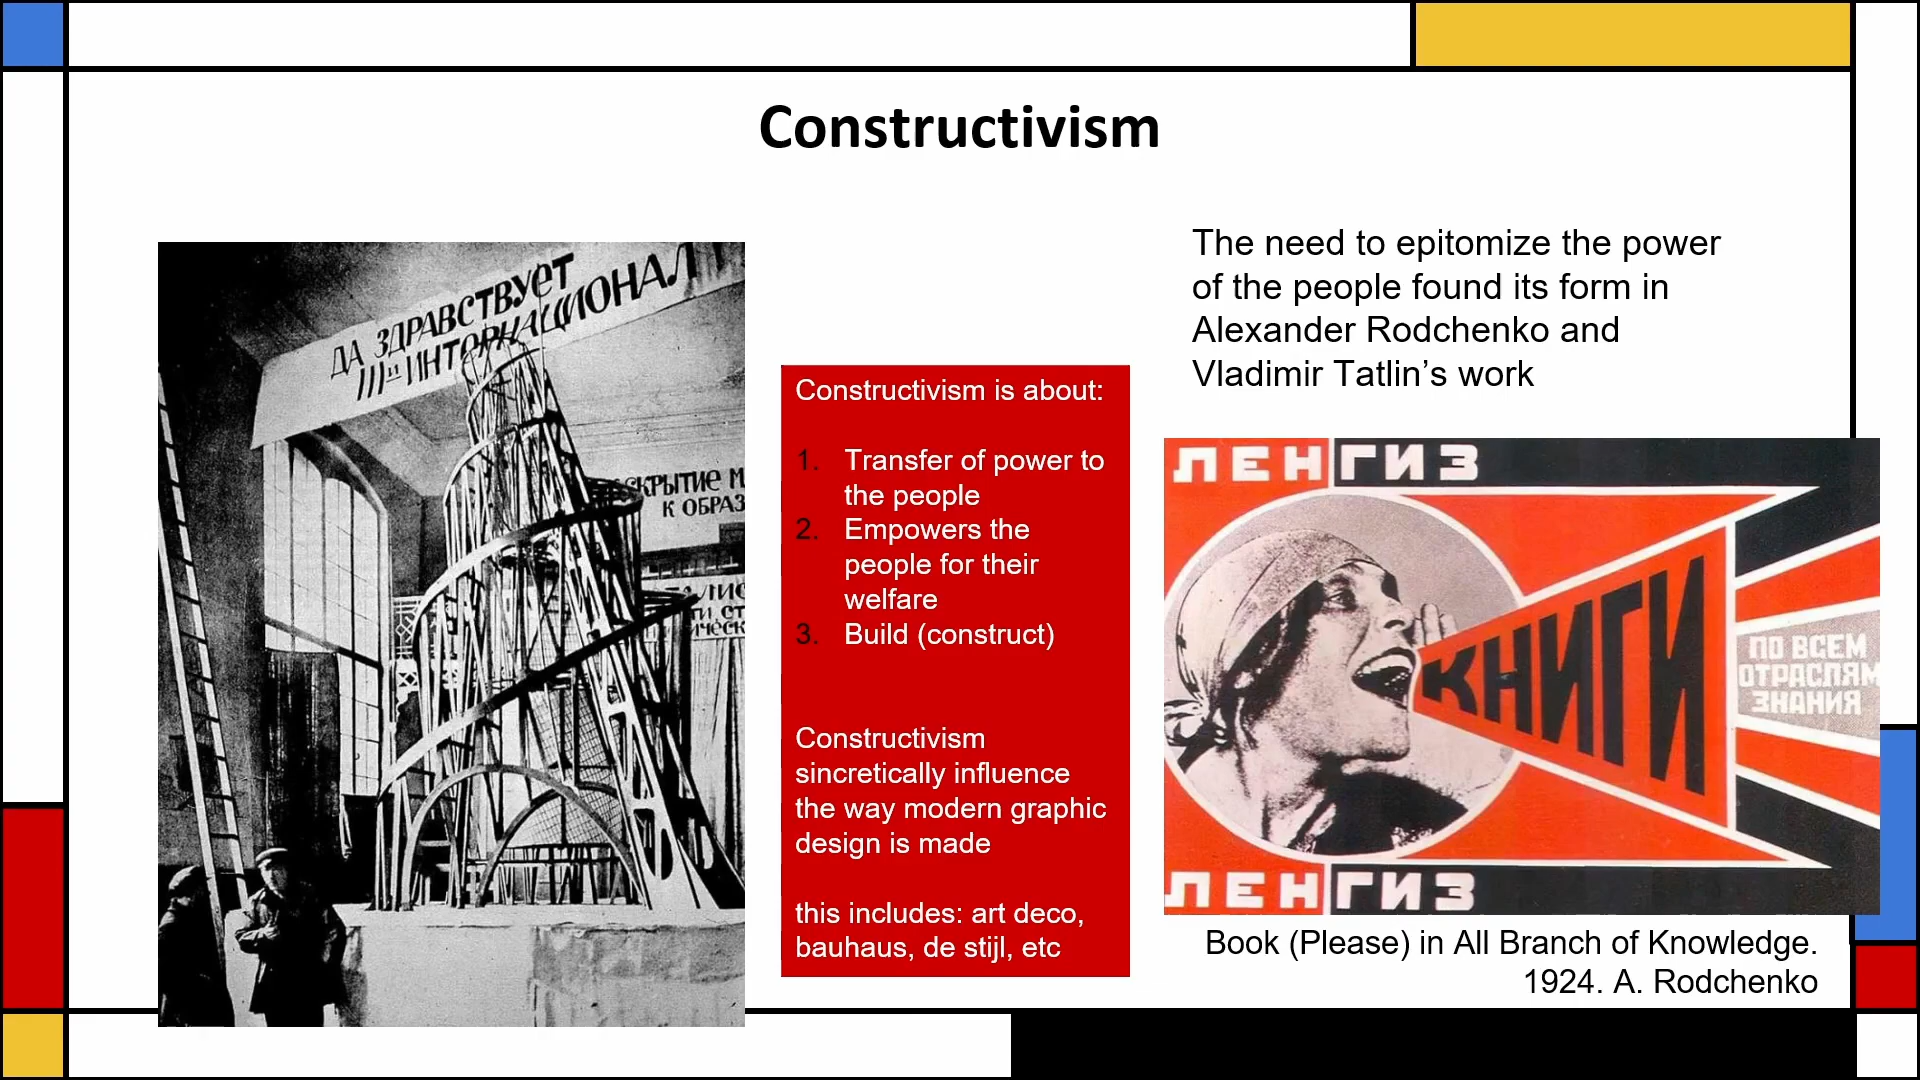 Constructivism
ДА ЗДРАВСТВУЕТ
III-Й ИНТОРНАЦИОНАЛ
СКРЫТИЕ М
К ОБРАЗ
Constructivism is about:
1. Transfer of power to
the people
2. Empowers the
people for their
welfare
3. Build (construct)
Constructivism
sincretically influence
the way modern graphic
design is made
this includes: art deco,
bauhaus, de stijl, etc
The need to epitomize the power
of the people found its form in
Alexander Rodchenko and
Vladimir Tatlin’s work
ЛЕНГИЗ
КНИГИ
ПО ВСЕМ
ОТРАСЛЯМ
ЗНАНИЯ
ЛЕНГИЗ
Book (Please) in All Branch of Knowledge.
1924. A. Rodchenko